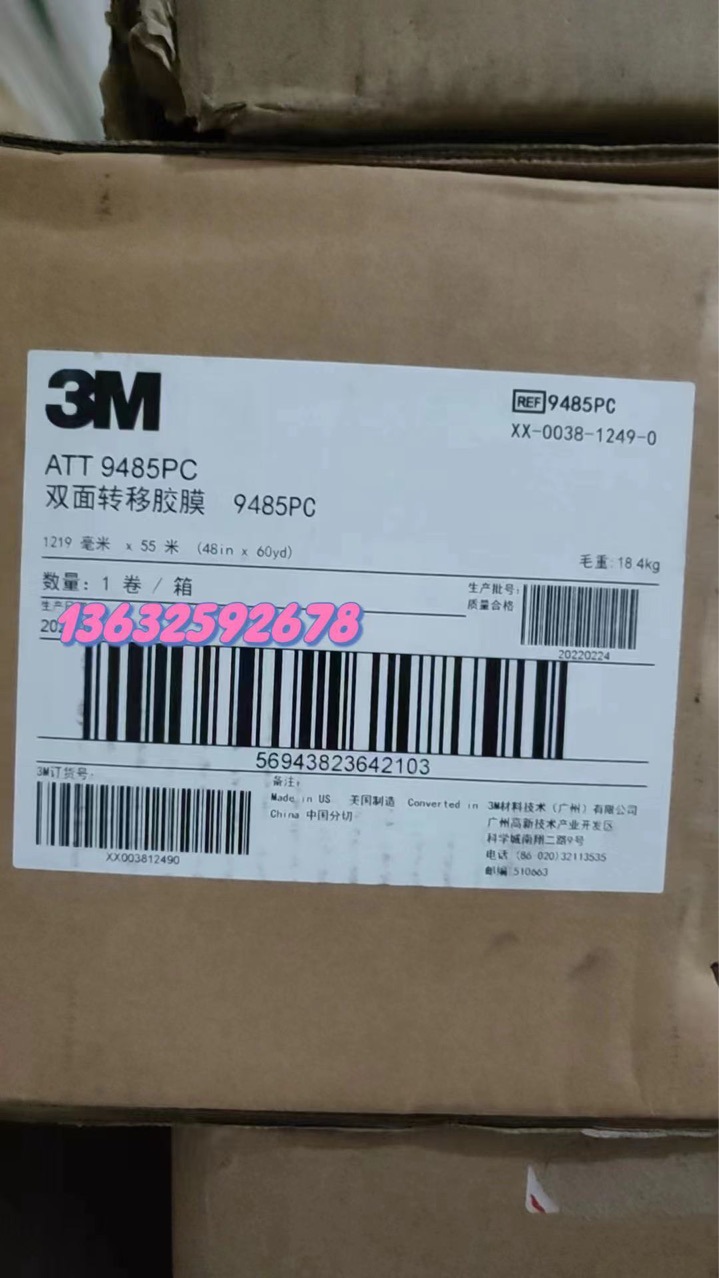 3M
REF 9485PC
XX-0038-1249-0
ATT 9485PC
双面转移胶膜 9485PC
1219 毫米 x 55 米 (48in x 60yd)
毛重: 18.4kg
数量: 1 卷 / 箱
生产批号:
质量合格
生产
202
13632592678
20220224
56943823642103
3M订货号:
XX003812490
备注:
Made in US 美国制造 Converted in
China 中国分切
3M材料技术 (广州) 有限公司
广州高新技术产业开发区
科学城南翔二路9号
电话 (86 020) 32113535
邮编 510663